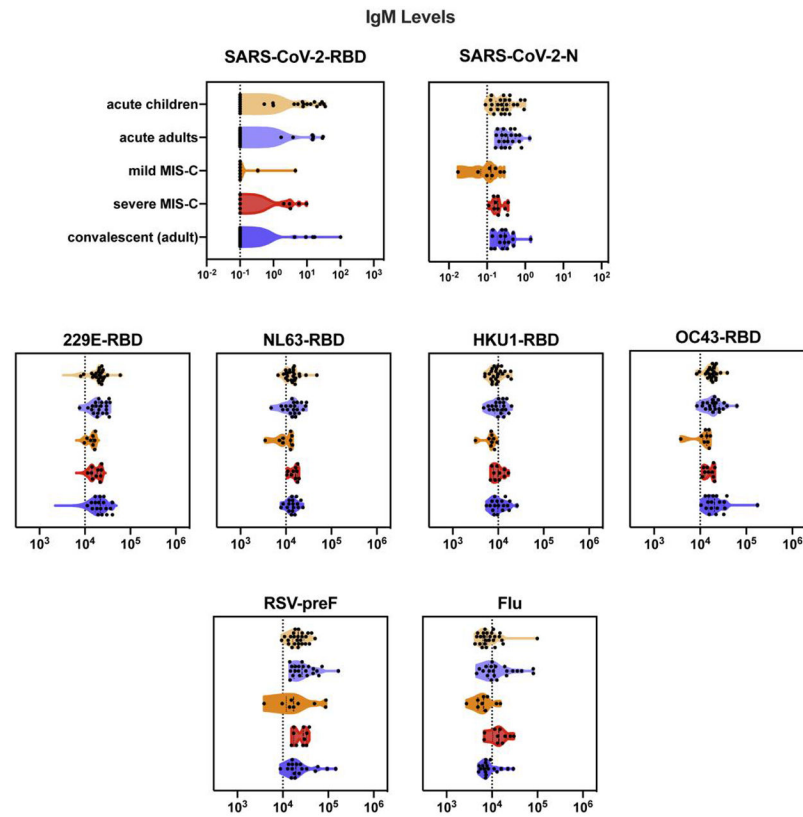 IgM Levels
SARS-CoV-2-RBD
SARS-CoV-2-N
acute children
acute adults
mild MIS-C
severe MIS-C
convalescent (adult)
10-2 10-1 100 101 102 103
10-2 10-1 100 101 102
229E-RBD
NL63-RBD
HKU1-RBD
OC43-RBD
103 104 105 106
103 104 105 106
103 104 105 106
103 104 105 106
RSV-preF
Flu
103 104 105 106
103 104 105 106